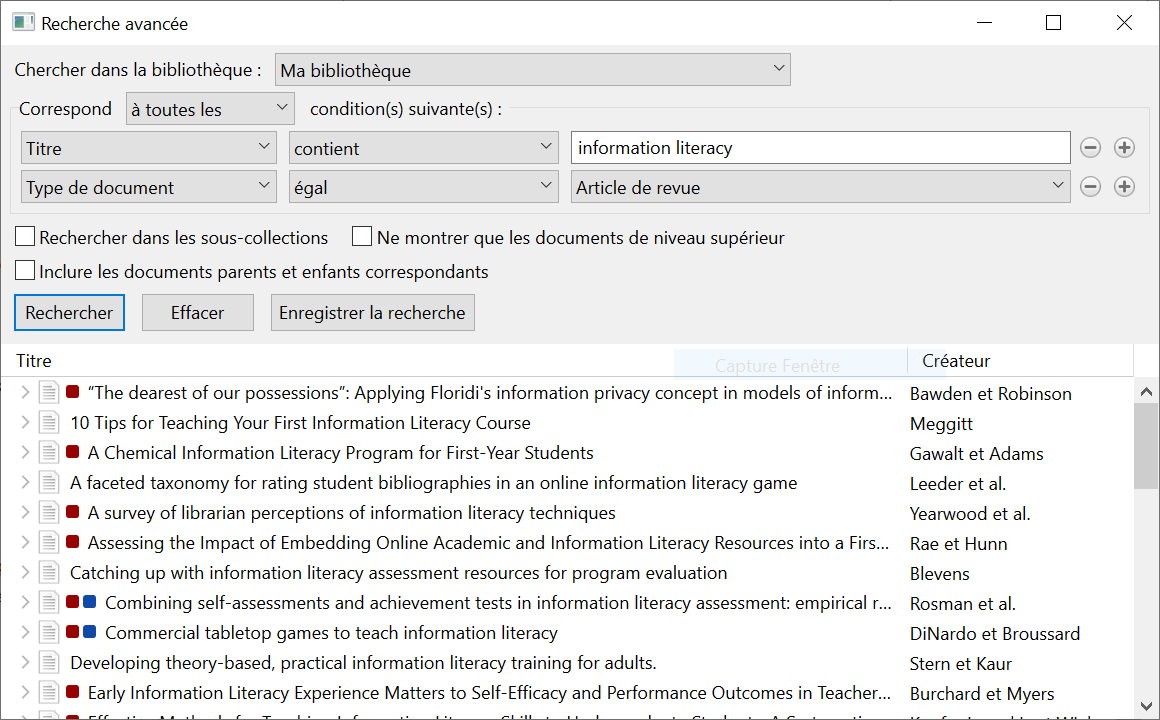 Recherche avancée
Chercher dans la bibliothèque : Ma bibliothèque
Correspond à toutes les condition(s) suivante(s) :
Titre contient information literacy
Type de document égal Article de revue
Rechercher dans les sous-collections Ne montrer que les documents de niveau supérieur
Inclure les documents parents et enfants correspondants
Rechercher Effacer Enregistrer la recherche
Titre Capture Fenêtre Créateur
“The dearest of our possessions”: Applying Floridi's information privacy concept in models of inform... Bawden et Robinson
10 Tips for Teaching Your First Information Literacy Course Meggitt
A Chemical Information Literacy Program for First-Year Students Gawalt et Adams
A faceted taxonomy for rating student bibliographies in an online information literacy game Leeder et al.
A survey of librarian perceptions of information literacy techniques Yearwood et al.
Assessing the Impact of Embedding Online Academic and Information Literacy Resources into a Firs... Rae et Hunn
Catching up with information literacy assessment resources for program evaluation Blevens
Combining self-assessments and achievement tests in information literacy assessment: empirical r... Rosman et al.
Commercial tabletop games to teach information literacy DiNardo et Broussard
Developing theory-based, practical information literacy training for adults. Stern et Kaur
Early Information Literacy Experience Matters to Self-Efficacy and Performance Outcomes in Teacher... Burchard et Myers